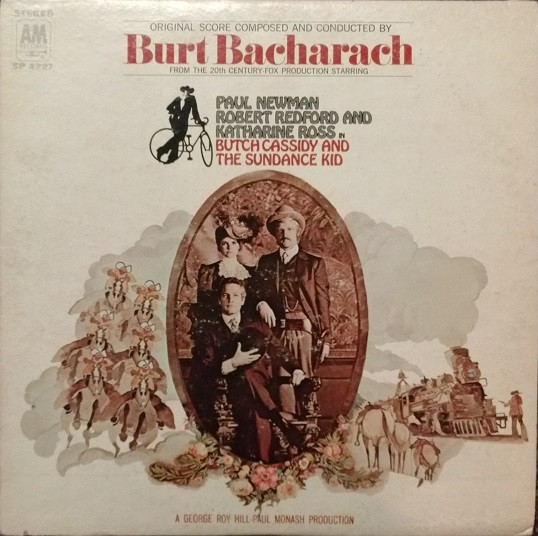 STEREO
AM
RECORDS
SP 4227
ORIGINAL SCORE COMPOSED AND CONDUCTED BY
Burt Bacharach
FROM THE 20th CENTURY-FOX PRODUCTION STARRING
PAUL NEWMAN
ROBERT REDFORD AND
KATHARINE ROSS IN
BUTCH CASSIDY AND
THE SUNDANCE KID
A GEORGE ROY HILL-PAUL MONASH PRODUCTION